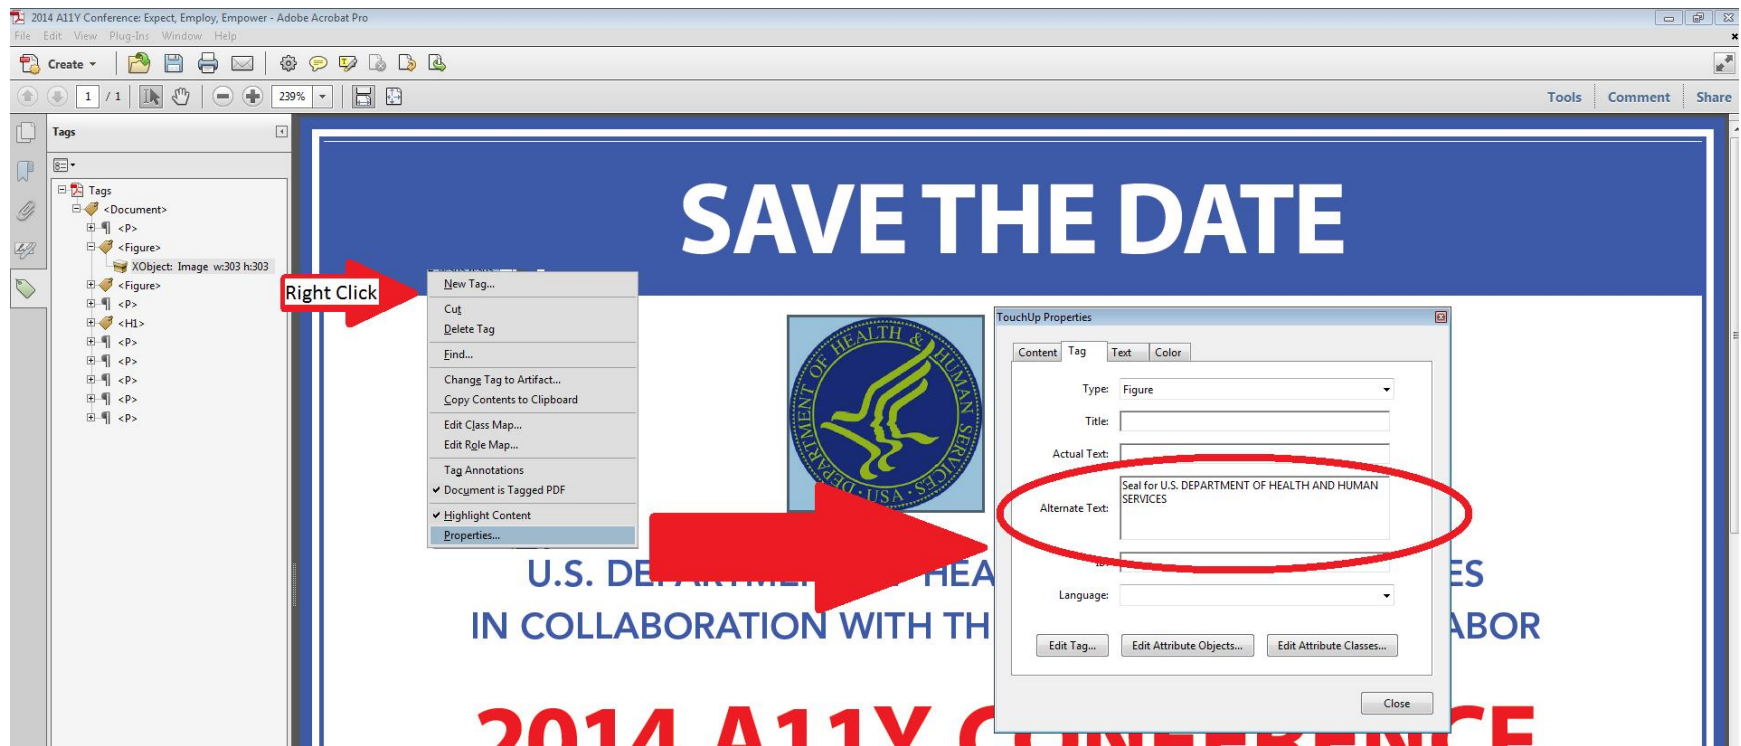 2014 A11Y Conference: Expect, Employ, Empower - Adobe Acrobat Pro
File Edit View Plug-Ins Window Help
Create
1 / 1 239% Tools Comment Share
Tags
Tags
<Document>
<P>
<Figure>
XObject: Image w:303 h:303
<Figure>
<P>
<H1>
<P>
<P>
<P>
<P>
<P>
SAVE THE DATE
Right Click
New Tag...
Cut
Delete Tag
Find...
Change Tag to Artifact...
Copy Contents to Clipboard
Edit Class Map...
Edit Role Map...
Tag Annotations
Document is Tagged PDF
Highlight Content
Properties...
DEPARTMENT OF HEALTH & HUMAN SERVICES · USA
TouchUp Properties
Content Tag Text Color
Type: Figure
Title:
Actual Text:
Alternate Text: Seal for U.S. DEPARTMENT OF HEALTH AND HUMAN
SERVICES
ID:
Language:
Edit Tag... Edit Attribute Objects... Edit Attribute Classes...
Close
U.S. DEPARTMENT OF HEA ES
IN COLLABORATION WITH TH ABOR
2014 A11Y CONFERENCE